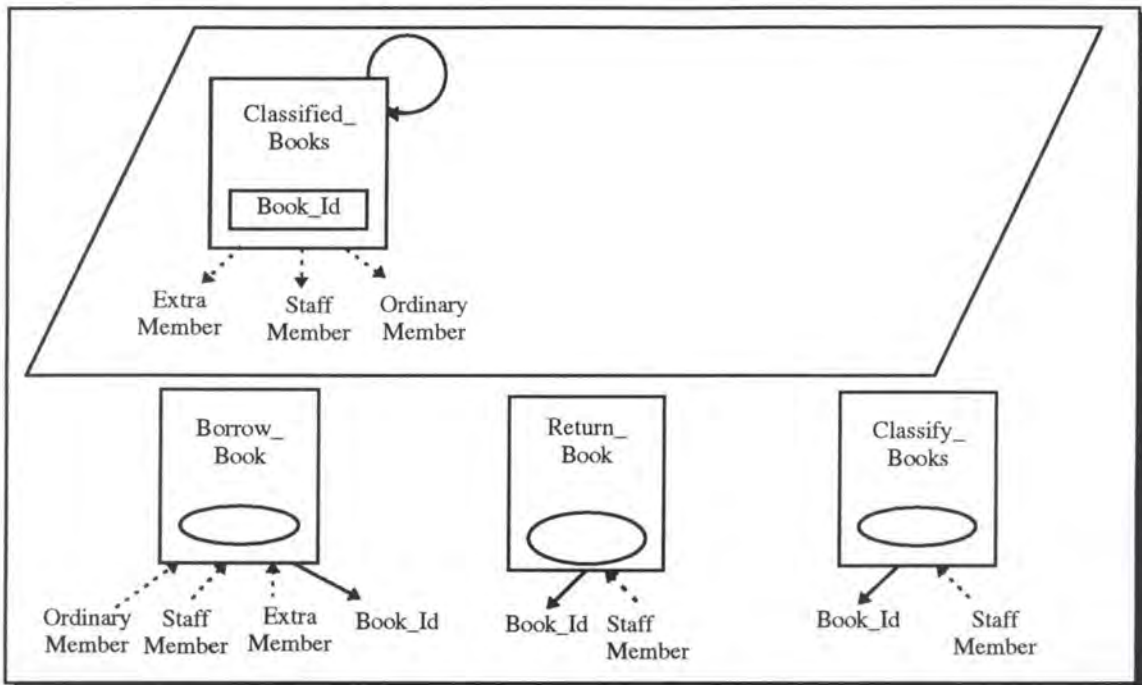 Classified_
Books
Book_Id
Extra
Member
Staff
Member
Ordinary
Member
Borrow_
Book
Ordinary
Member
Staff
Member
Extra
Member
Book_Id
Return_
Book
Book_Id
Staff
Member
Classify_
Books
Book_Id
Staff
Member